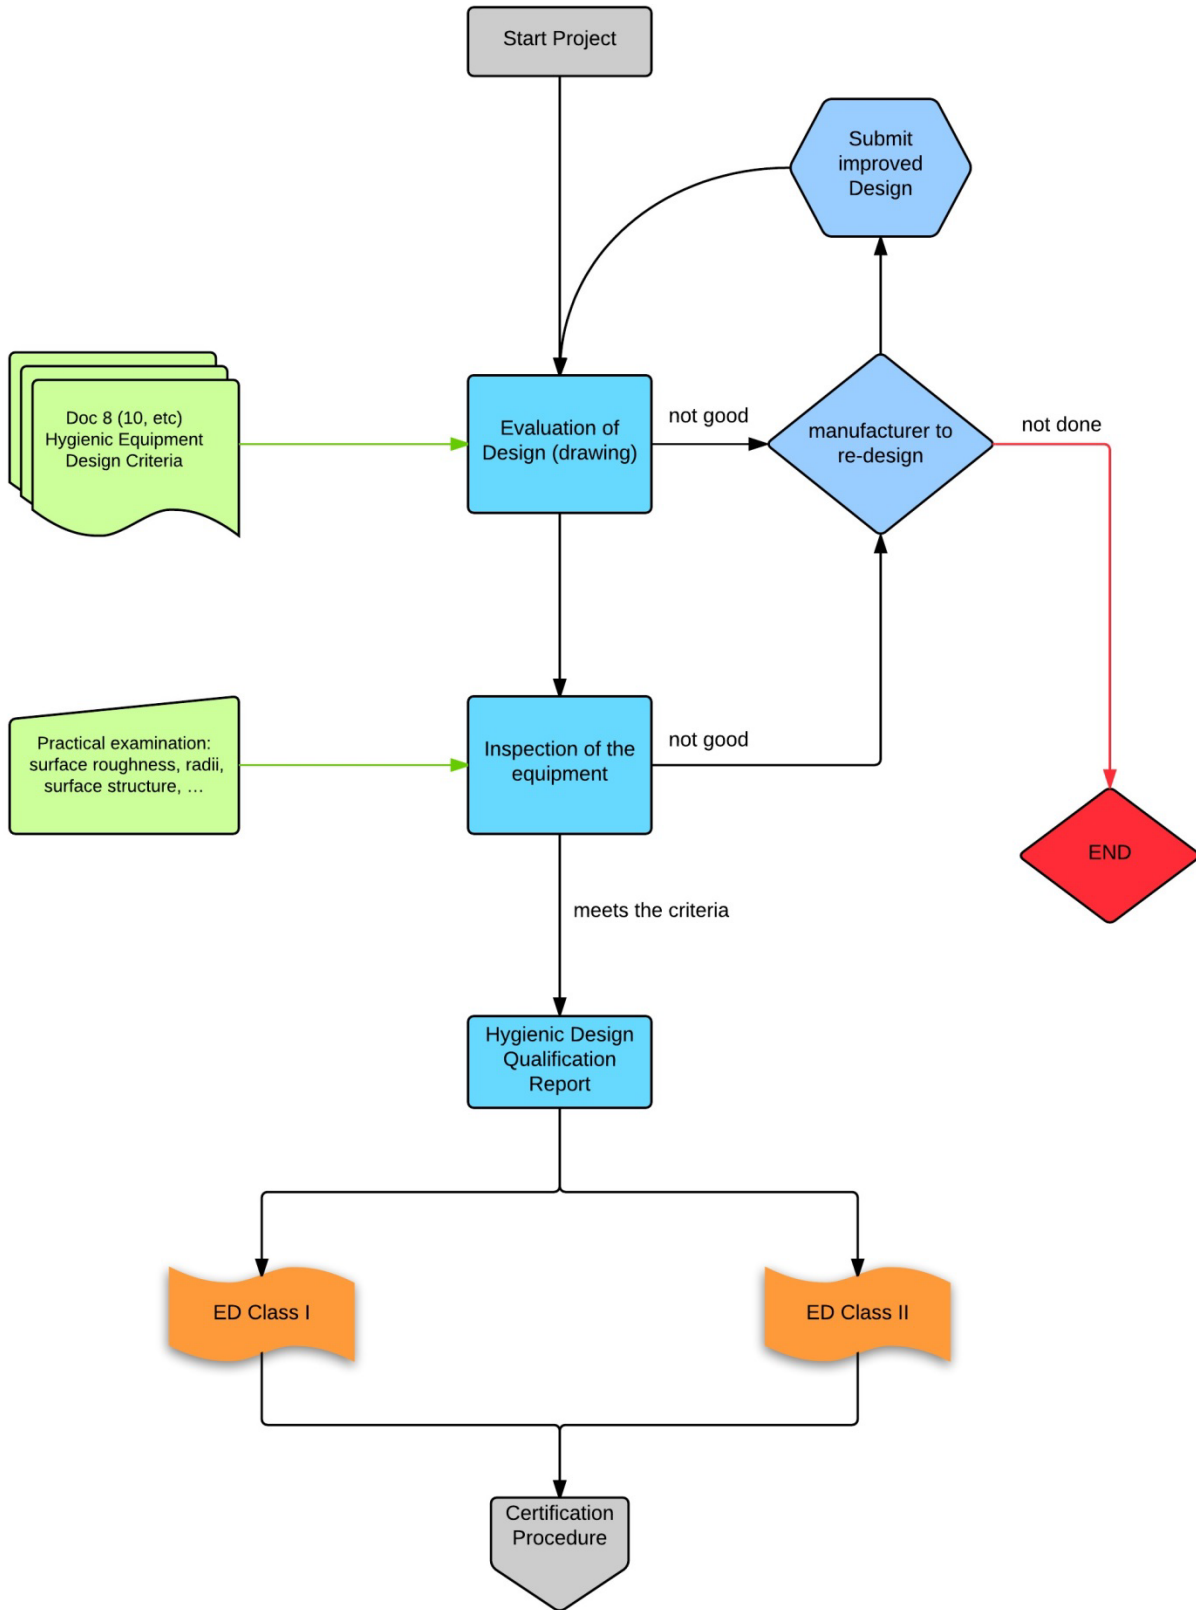 Start Project
Submit
improved
Design
Doc 8 (10, etc)
Hygienic Equipment
Design Criteria
Evaluation of
Design (drawing)
not good
manufacturer to
re-design
not done
Practical examination:
surface roughness, radii,
surface structure, ...
Inspection of the
equipment
not good
END
meets the criteria
Hygienic Design
Qualification
Report
ED Class I
ED Class II
Certification
Procedure